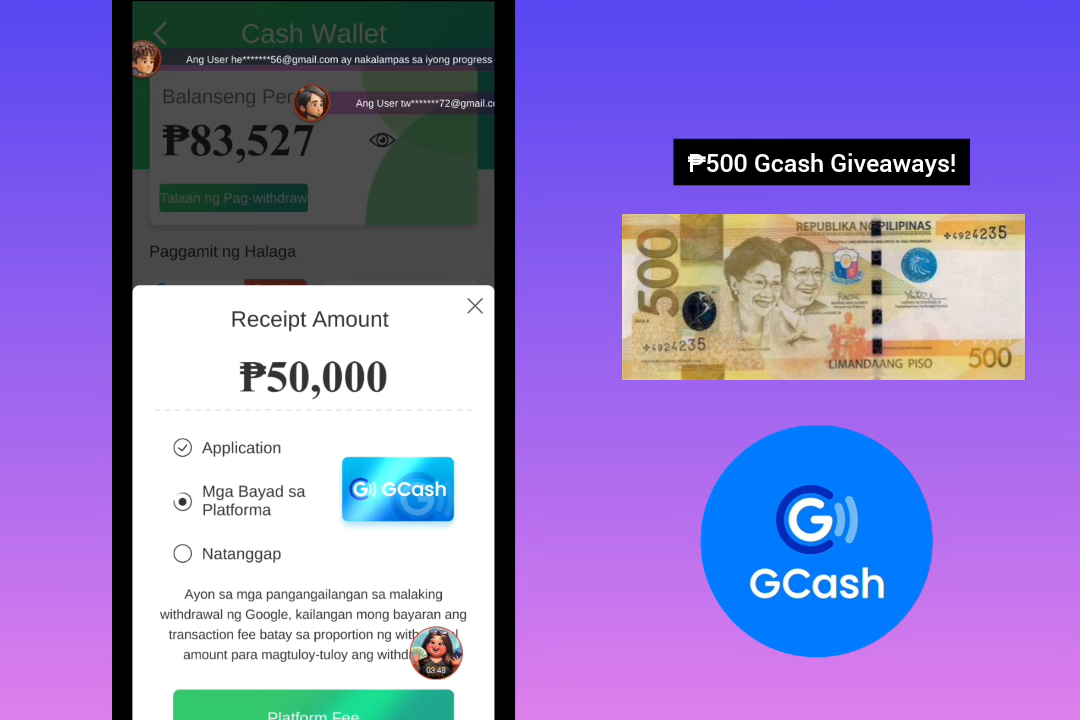 Cash Wallet
Ang User he*******56@gmail.com ay nakalampas sa iyong progress
Balanseng Per
Ang User tw*******72@gmail.co
₱83,527
Talaan ng Pag-withdraw
Paggamit ng Halaga
Receipt Amount
₱50,000
Application
Mga Bayad sa
Platforma
GCash
Natanggap
Ayon sa mga pangangailangan sa malaking
withdrawal ng Google, kailangan mong bayaran ang
transaction fee batay sa proportion ng
amount para magtuloy-tuloy ang
03:48
Platform Fee
₱500 Gcash Giveaways!
REPUBLIKA NG PILIPINAS
500
4924235
4924235
LIMANDAANG PISO
500
GCash